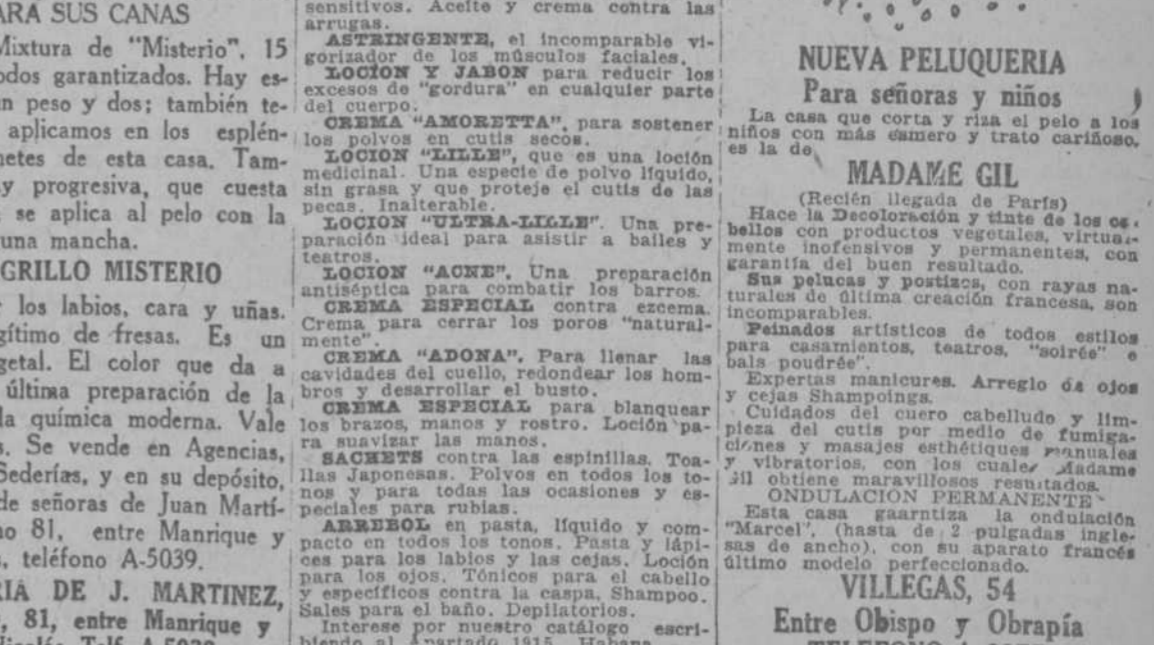 ARA SUS CANAS
Mixtura de "Misterio", 15
odos garantizados. Hay es-
n peso y dos; también te-
aplicamos en los esplén-
netes de esta casa. Tam-
y progresiva, que cuesta
se aplica al pelo con la
una mancha.
GRILLO MISTERIO
los labios, cara y uñas.
gítimo de fresas. Es un
getal. El color que da a
última preparación de la
la química moderna. Vale
s. Se vende en Agencias,
Sederías, y en su depósito,
de señoras de Juan Martí-
no 81, entre Manrique y
, teléfono A-5039.
RIA DE J. MARTINEZ,
, 81, entre Manrique y
sensitivos. Aceite y crema contra las
arrugas.
ASTRINGENTE, el incomparable vi-
gorizador de los músculos faciales.
LOCION Y JABON para reducir los
excesos de "gordura" en cualquier parte
del cuerpo.
CREMA "AMORETTA", para sostener
los polvos en cutis secos.
LOCION "LILLE", que es una loción
medicinal. Una especie de polvo líquido,
sin grasa y que proteje el cutis de las
pecas. Inalterable.
LOCION "ULTRA-LILLE". Una pre-
paración ideal para asistir a bailes y
teatros.
LOCION "ACNE". Una preparación
antiséptica para combatir los barros.
CREMA ESPECIAL contra exzema.
Crema para cerrar los poros "natural-
mente".
CREMA "ADONA". Para llenar las
cavidades del cuello, redondear los hom-
bros y desarrollar el busto.
CREMA ESPECIAL para blanquear
los brazos, manos y rostro. Loción pa-
ra suavizar las manos.
SACHETS contra las espinillas. Toa-
llas Japonesas. Polvos en todos los to-
nos y para todas las ocasiones y es-
peciales para rubias.
ARREBOL en pasta, líquido y com-
pacto en todos los tonos. Pasta y lápi-
ces para los labios y las cejas. Loción
para los ojos. Tónicos para el cabello
y específicos contra la caspa, Shampoo.
Sales para el baño. Depilatorios.
Interese por nuestro catálogo escri-
biendo al Apartado 1915. Habana
NUEVA PELUQUERIA
Para señoras y niños
La casa que corta y riza el pelo a los
niños con más esmero y trato cariñoso,
es la de
MADAME GIL
(Recién llegada de París)
Hace la Decoloración y tinte de los ca-
bellos con productos vegetales, virtual-
mente inofensivos y permanentes, con
garantía del buen resultado.
Sus pelucas y postizos, con rayas na-
turales de última creación francesa, son
incomparables.
Peinados artísticos de todos estilos
para casamientos, teatros, "soirée" e
bals poudrée".
Expertas manicures. Arreglo de ojos
y cejas Shampoings.
Cuidados del cuero cabelludo y lim-
pieza del cutis por medio de fumiga-
ciones y masajes esthétiques manuales
y vibratorios, con los cuales Madame
Gil obtiene maravillosos resultados.
ONDULACION PERMANENTE
Esta casa gaarntiza la ondulación
"Marcel", (hasta de 2 pulgadas ingle-
sas de ancho), con su aparato francés
último modelo perfeccionado.
VILLEGAS, 54
Entre Obispo y Obrapía